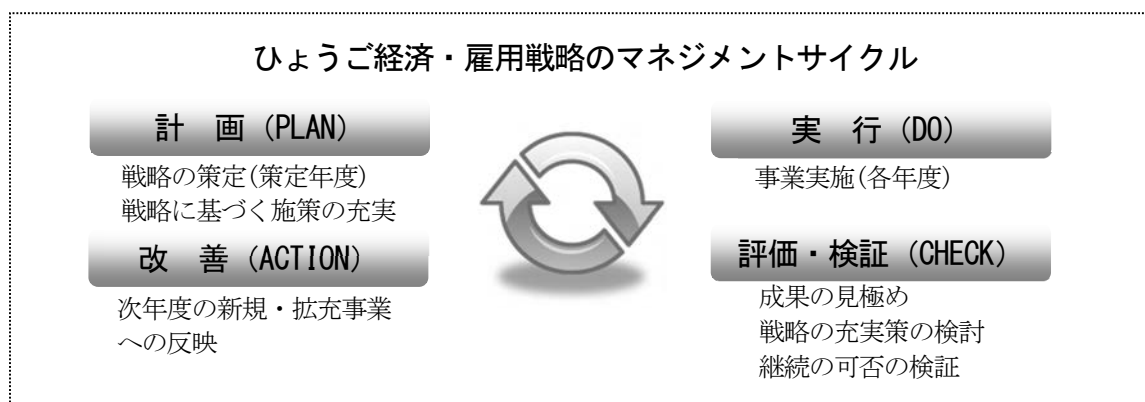 ひょうご経済・雇用戦略のマネジメントサイクル
計　画（PLAN）
戦略の策定(策定年度)
戦略に基づく施策の充実
実　行（DO）
事業実施(各年度)
改　善（ACTION）
次年度の新規・拡充事業
への反映
評価・検証（CHECK）
成果の見極め
戦略の充実策の検討
継続の可否の検証